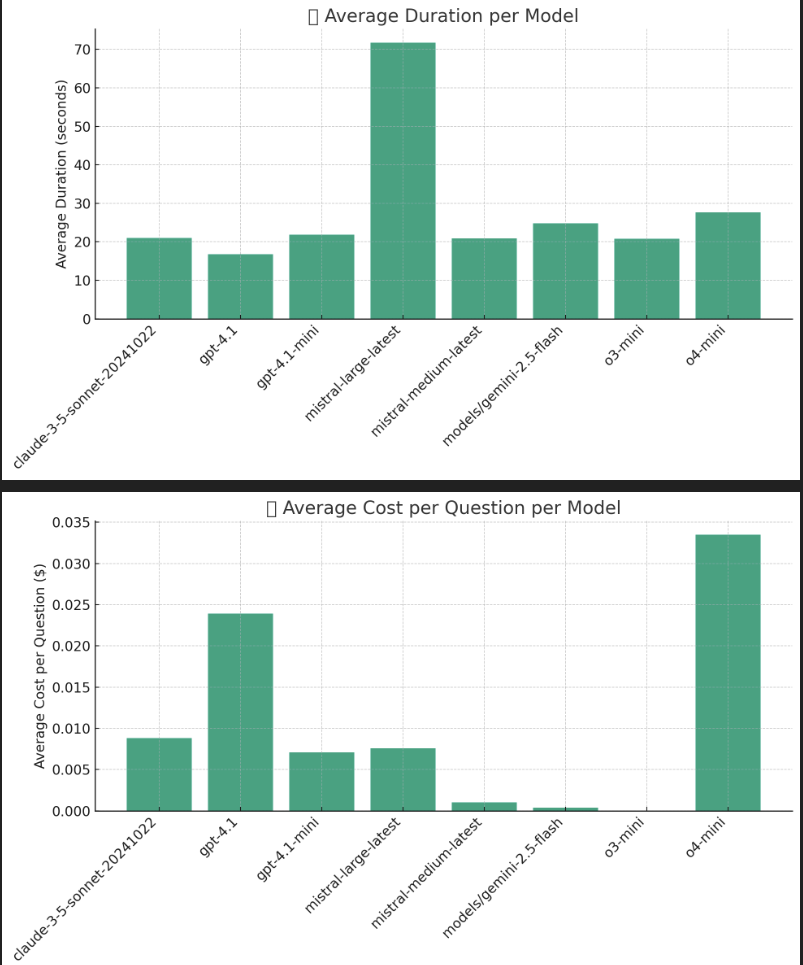 Average Duration per Model
Average Duration (seconds)
70
60
50
40
30
20
10
0
claude-3-5-sonnet-20241022
gpt-4.1
gpt-4.1-mini
mistral-large-latest
mistral-medium-latest
models/gemini-2.5-flash
o3-mini
o4-mini
Average Cost per Question per Model
Average Cost per Question ($)
0.035
0.030
0.025
0.020
0.015
0.010
0.005
0.000
claude-3-5-sonnet-20241022
gpt-4.1
gpt-4.1-mini
mistral-large-latest
mistral-medium-latest
models/gemini-2.5-flash
o3-mini
o4-mini